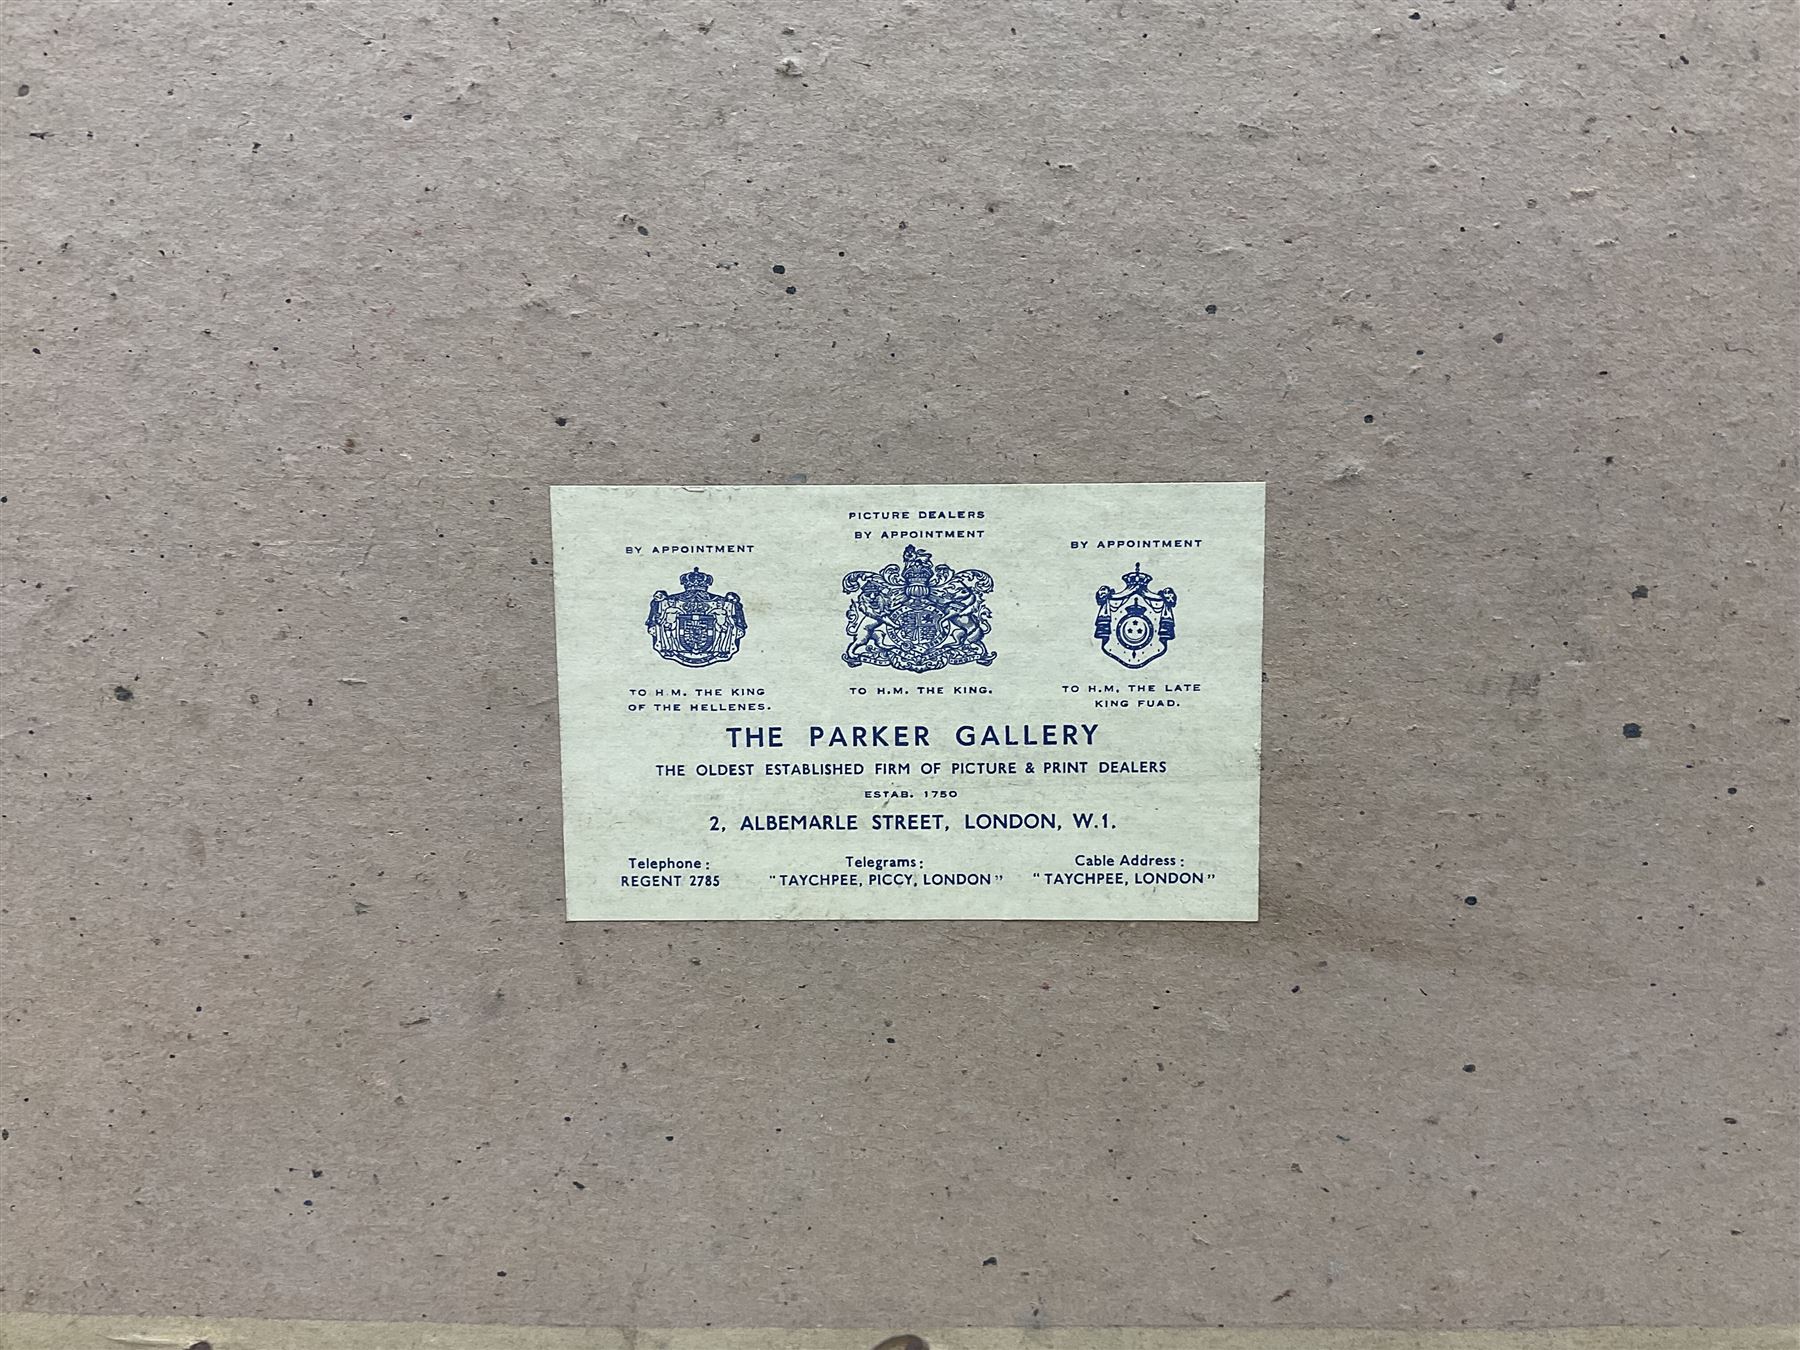 PICTURE DEALERS
BY APPOINTMENT
BY APPOINTMENT
BY APPOINTMENT
TO H.M. THE KING
OF THE HELLENES.
TO H.M. THE KING.
TO H.M. THE LATE
KING FUAD.
THE PARKER GALLERY
THE OLDEST ESTABLISHED FIRM OF PICTURE & PRINT DEALERS
ESTAB. 1750
2, ALBEMARLE STREET, LONDON, W.1.
Telephone:
REGENT 2785
Telegrams:
"TAYCHPEE, PICCY, LONDON"
Cable Address:
"TAYCHPEE, LONDON"